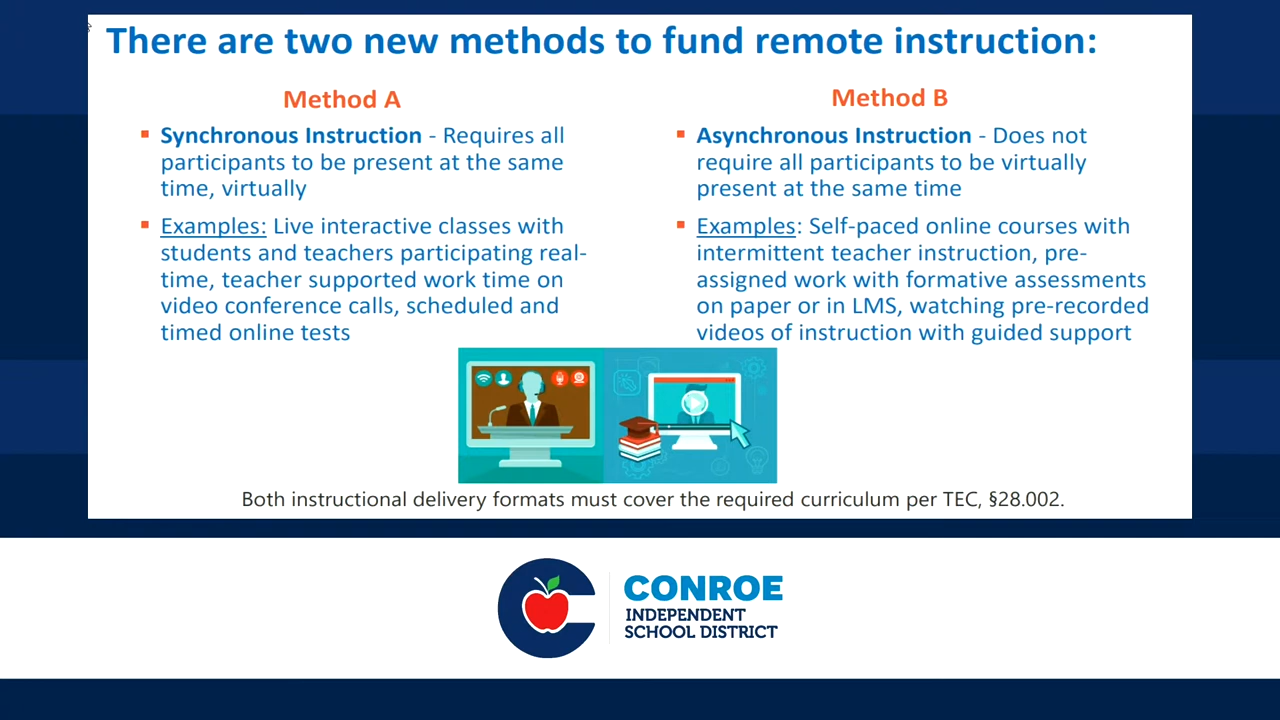 There are two new methods to fund remote instruction:
Method A
▪ Synchronous Instruction - Requires all
participants to be present at the same
time, virtually
▪ Examples: Live interactive classes with
students and teachers participating real-
time, teacher supported work time on
video conference calls, scheduled and
timed online tests
Method B
▪ Asynchronous Instruction - Does not
require all participants to be virtually
present at the same time
▪ Examples: Self-paced online courses with
intermittent teacher instruction, pre-
assigned work with formative assessments
on paper or in LMS, watching pre-recorded
videos of instruction with guided support
Both instructional delivery formats must cover the required curriculum per TEC, §28.002.
CONROE
INDEPENDENT
SCHOOL DISTRICT